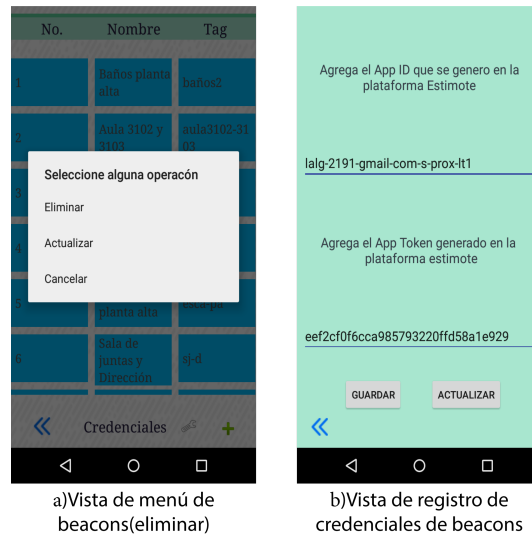 No. Nombre Tag
1 Baños planta alta baños2
2 Aula 3102 y 3103 aula3102-31 03
3
Seleccione alguna operacón
Eliminar
4
Actualizar
Cancelar
5 planta alta
6 Sala de juntas y Dirección sj-d
Credenciales
a)Vista de menú de
beacons(eliminar)
Agrega el App ID que se genero en la
plataforma Estimote
lalg-2191-gmail-com-s-prox-lt1
Agrega el App Token generado en la
plataforma estimote
eef2cf0f6cca985793220ffd58a1e929
GUARDAR ACTUALIZAR
b)Vista de registro de
credenciales de beacons